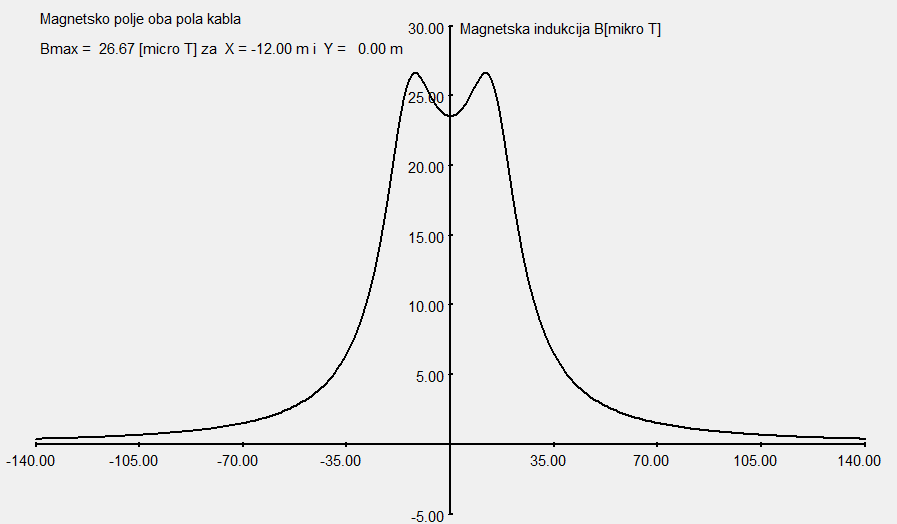 Magnetsko polje oba pola kabla
Bmax =  26.67 [micro T] za  X = -12.00 m i  Y =   0.00 m
Magnetska indukcija B[mikro T]
30.00
25.00
20.00
15.00
10.00
5.00
-140.00 -105.00 -70.00 -35.00 35.00 70.00 105.00 140.00
-5.00